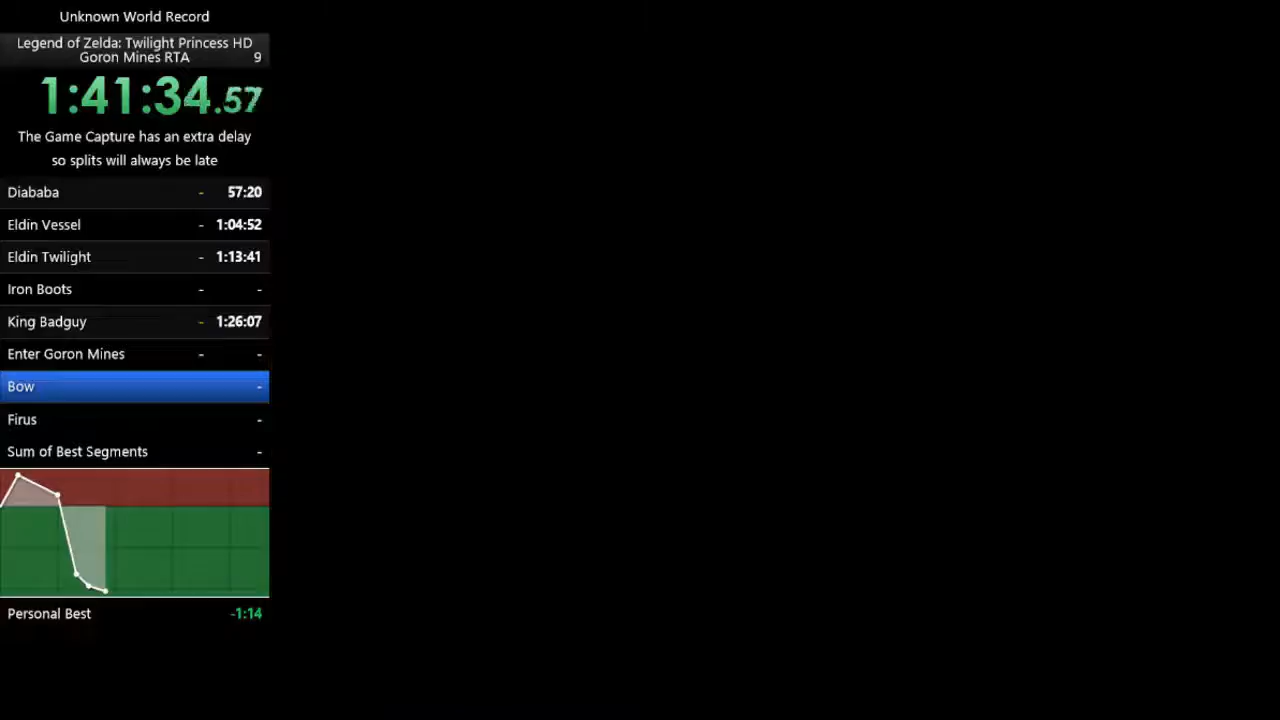 Unknown World Record
Legend of Zelda: Twilight Princess HD
Goron Mines RTA 9
1:41:34.57
The Game Capture has an extra delay
so splits will always be late
Diababa - 57:20
Eldin Vessel - 1:04:52
Eldin Twilight - 1:13:41
Iron Boots - -
King Badguy - 1:26:07
Enter Goron Mines - -
Bow -
Firus -
Sum of Best Segments -
Personal Best -1:14